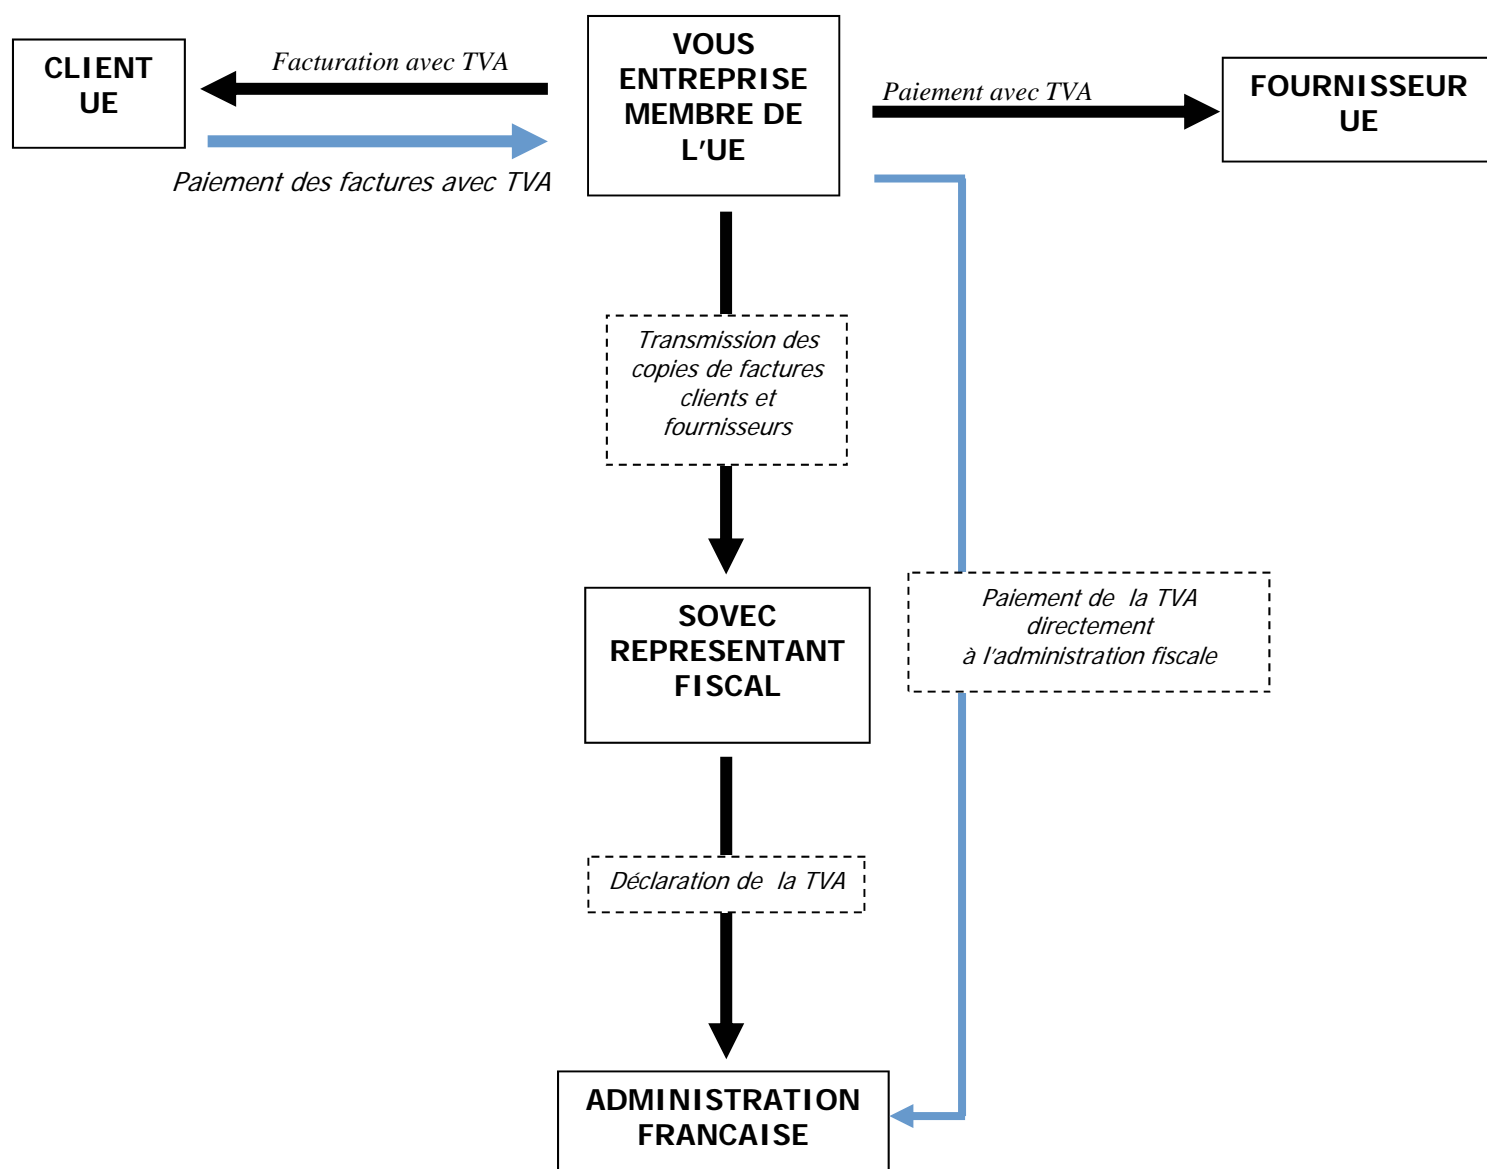 CLIENT
UE
Facturation avec TVA
Paiement des factures avec TVA
VOUS
ENTREPRISE
MEMBRE DE
L'UE
Paiement avec TVA
FOURNISSEUR
UE
Transmission des
copies de factures
clients et
fournisseurs
SOVEC
REPRESENTANT
FISCAL
Paiement de la TVA
directement
à l'administration fiscale
Déclaration de la TVA
ADMINISTRATION
FRANCAISE